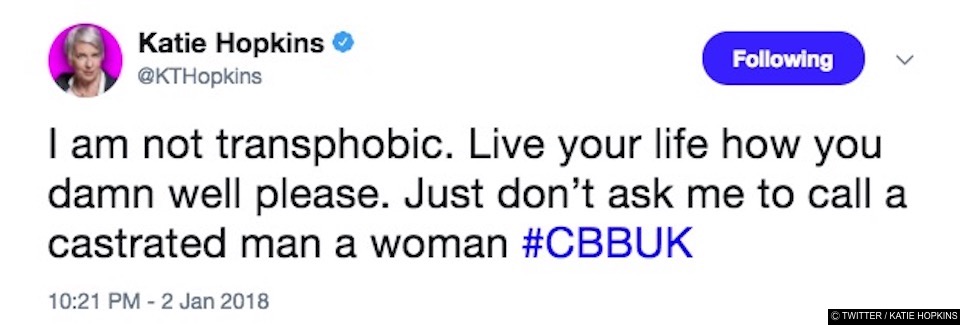 Katie Hopkins
@KTHopkins
Following
I am not transphobic. Live your life how you
damn well please. Just don’t ask me to call a
castrated man a woman #CBBUK
10:21 PM - 2 Jan 2018
© TWITTER / KATIE HOPKINS